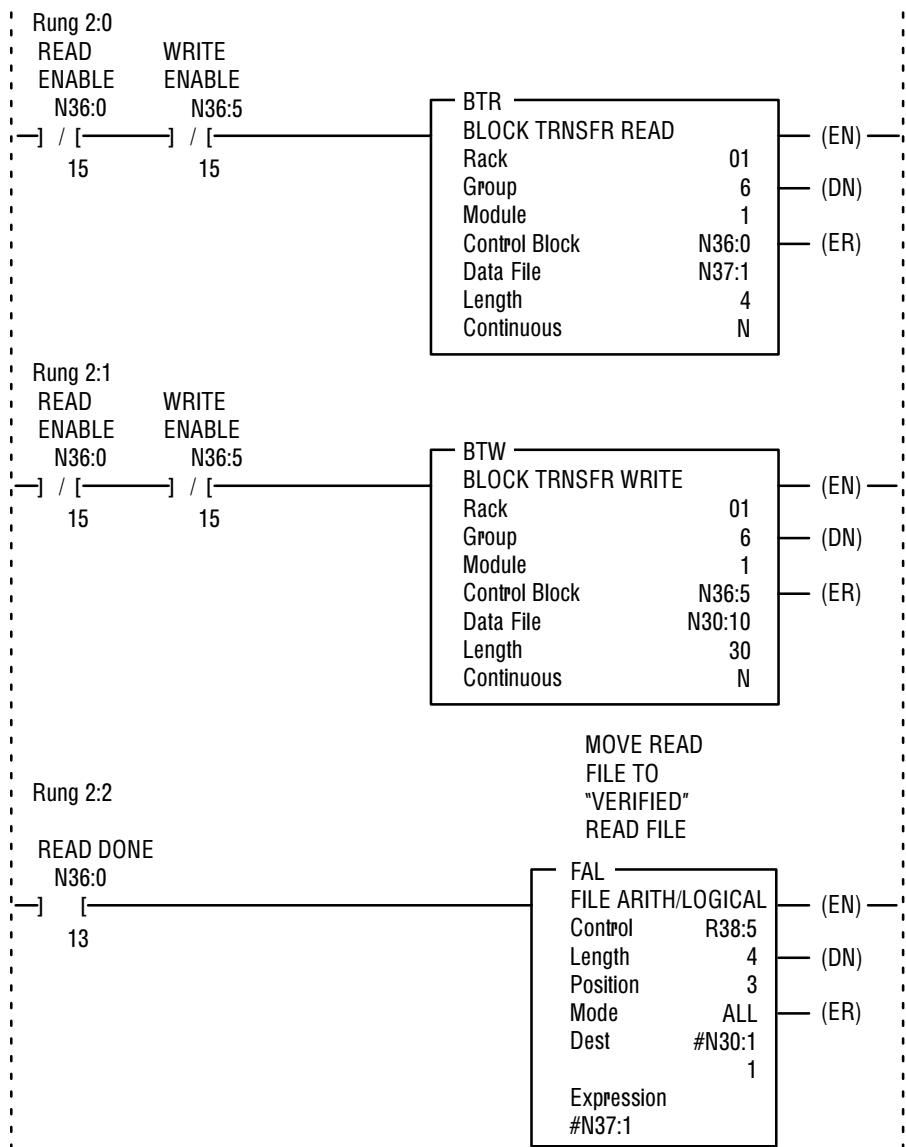 Rung 2:0
READ ENABLE WRITE ENABLE
N36:0 N36:5
] / [ ] / [
15 15
BTR
BLOCK TRNSFR READ
Rack 01
Group 6
Module 1
Control Block N36:0
Data File N37:1
Length 4
Continuous N
(EN)
(DN)
(ER)
Rung 2:1
READ ENABLE WRITE ENABLE
N36:0 N36:5
] / [ ] / [
15 15
BTW
BLOCK TRNSFR WRITE
Rack 01
Group 6
Module 1
Control Block N36:5
Data File N30:10
Length 30
Continuous N
(EN)
(DN)
(ER)
Rung 2:2
MOVE READ
FILE TO
"VERIFIED"
READ FILE
READ DONE
N36:0
] [
13
FAL
FILE ARITH/LOGICAL
Control R38:5
Length 4
Position 3
Mode ALL
Dest #N30:1
1
Expression
#N37:1
(EN)
(DN)
(ER)